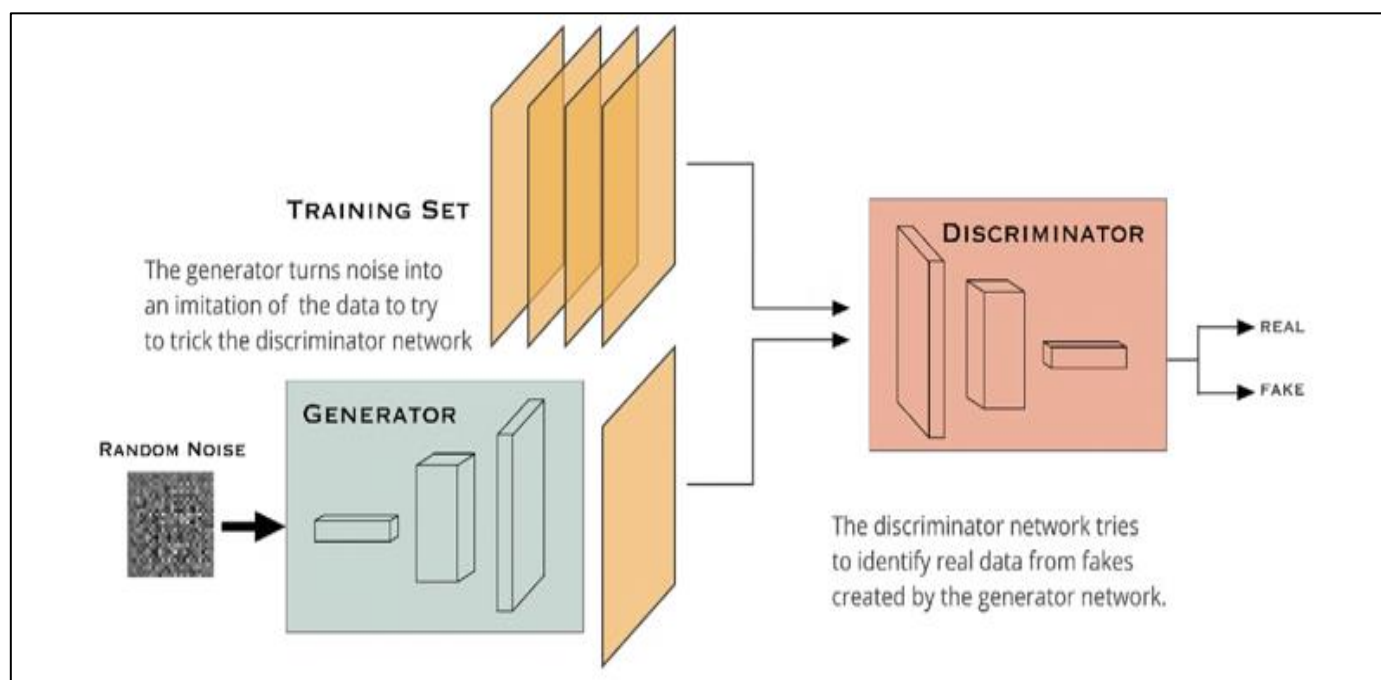 TRAINING SET
The generator turns noise into
an imitation of the data to try
to trick the discriminator network
GENERATOR
RANDOM NOISE
DISCRIMINATOR
REAL
FAKE
The discriminator network tries
to identify real data from fakes
created by the generator network.